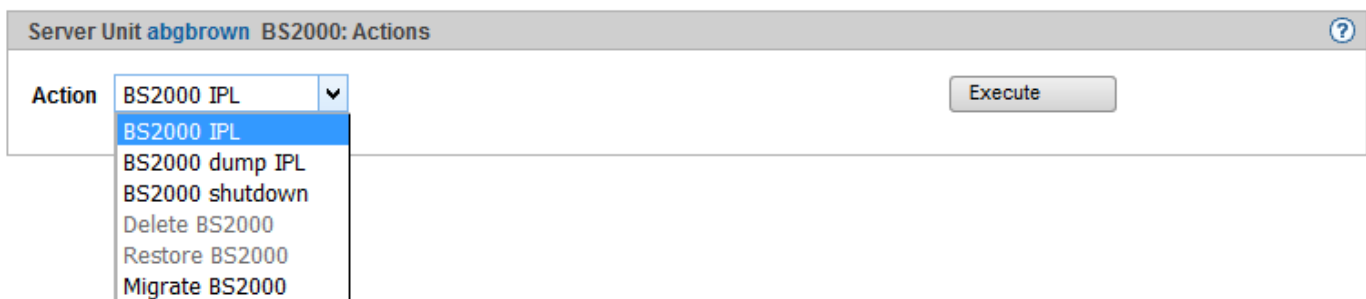 Server Unit abgbrown BS2000: Actions ?
Action BS2000 IPL Execute
BS2000 IPL
BS2000 dump IPL
BS2000 shutdown
Delete BS2000
Restore BS2000
Migrate BS2000